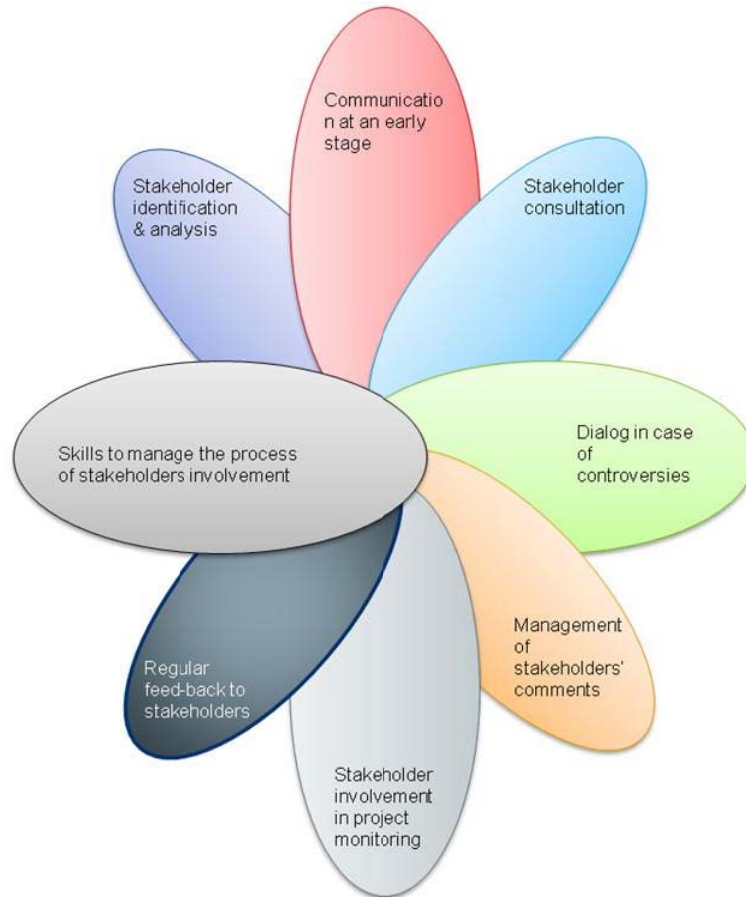 Communicatio
n at an early
stage
Stakeholder
identification
& analysis
Stakeholder
consultation
Skills to manage the process
of stakeholders involvement
Dialog in case
of
controversies
Management
of
stakeholders'
comments
Regular
feed-back to
stakeholders
Stakeholder
involvement
in project
monitoring